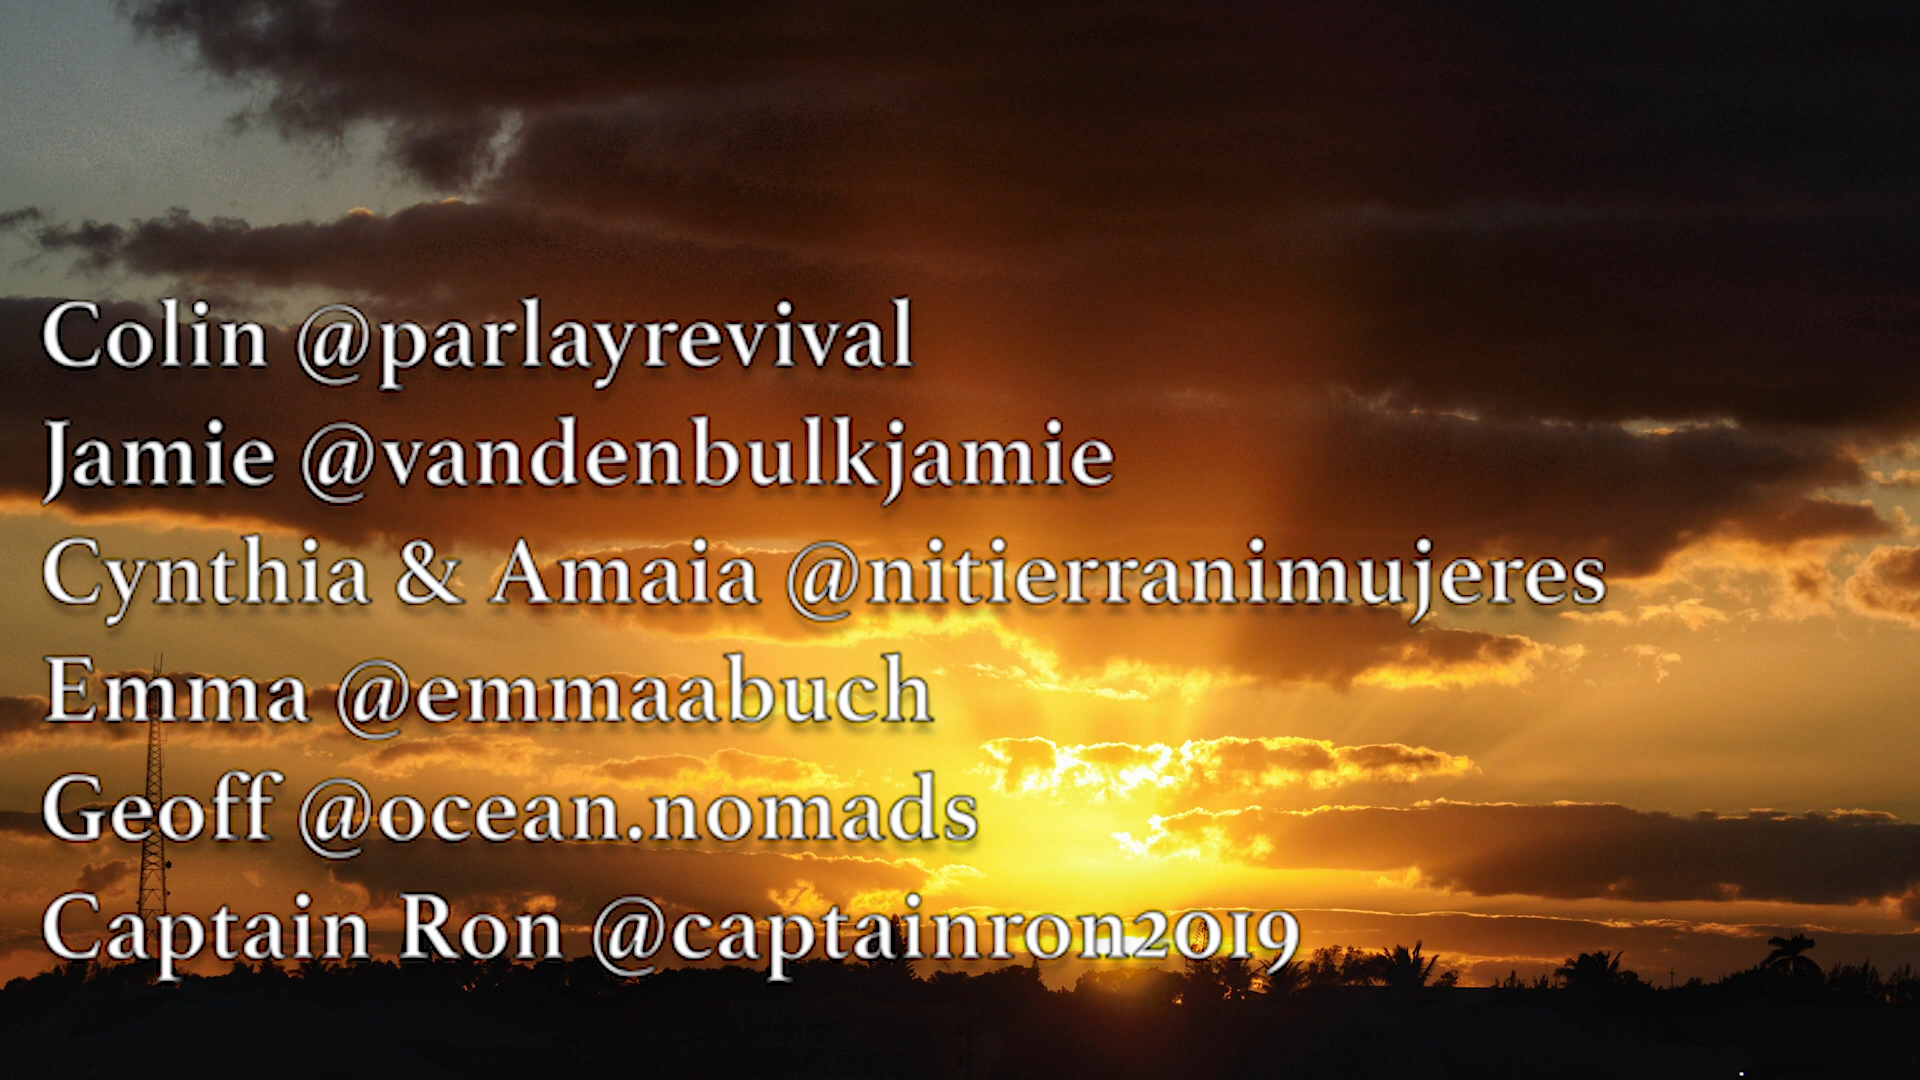 Colin @parlayrevival
Jamie @vandenbulkjamie
Cynthia & Amaia @nitierranimujeres
Emma @emmaabuch
Geoff @ocean.nomads
Captain Ron @captainron2019